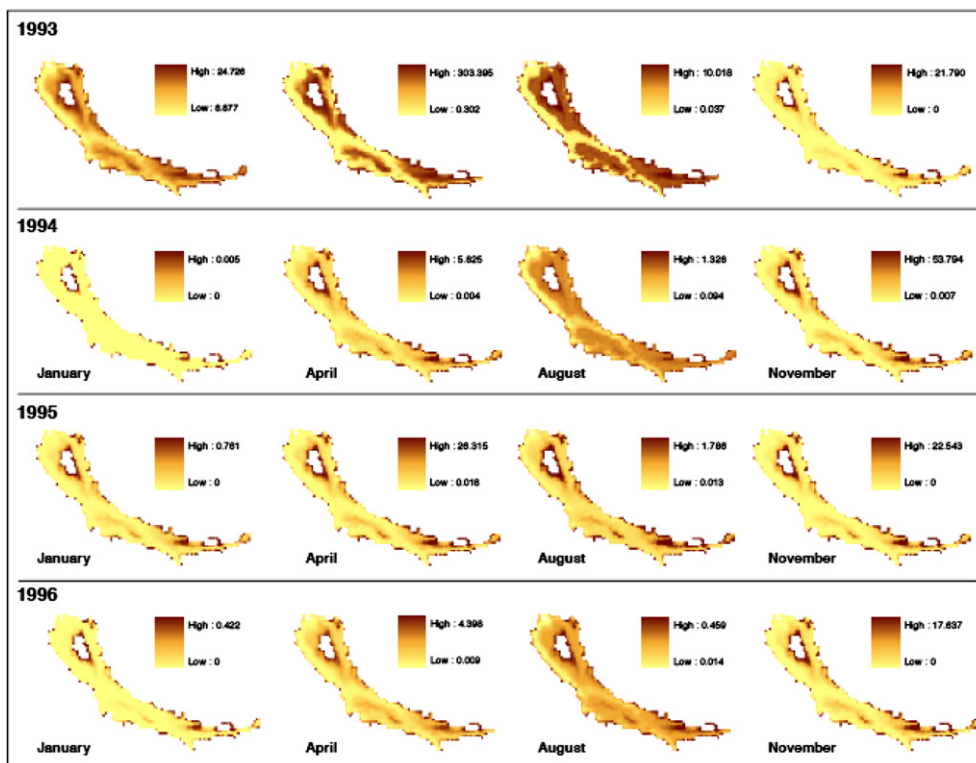 1993
High : 24.726
Low : 8.877
High : 303.395
Low : 0.302
High : 10.018
Low : 0.037
High : 21.790
Low : 0
1994
High : 0.005
Low : 0
High : 5.825
Low : 0.004
High : 1.328
Low : 0.094
High : 53.794
Low : 0.007
January
April
August
November
1995
High : 0.761
Low : 0
High : 26.315
Low : 0.018
High : 1.786
Low : 0.013
High : 22.543
Low : 0
January
April
August
November
1996
High : 0.422
Low : 0
High : 4.398
Low : 0.009
High : 0.459
Low : 0.014
High : 17.637
Low : 0
January
April
August
November